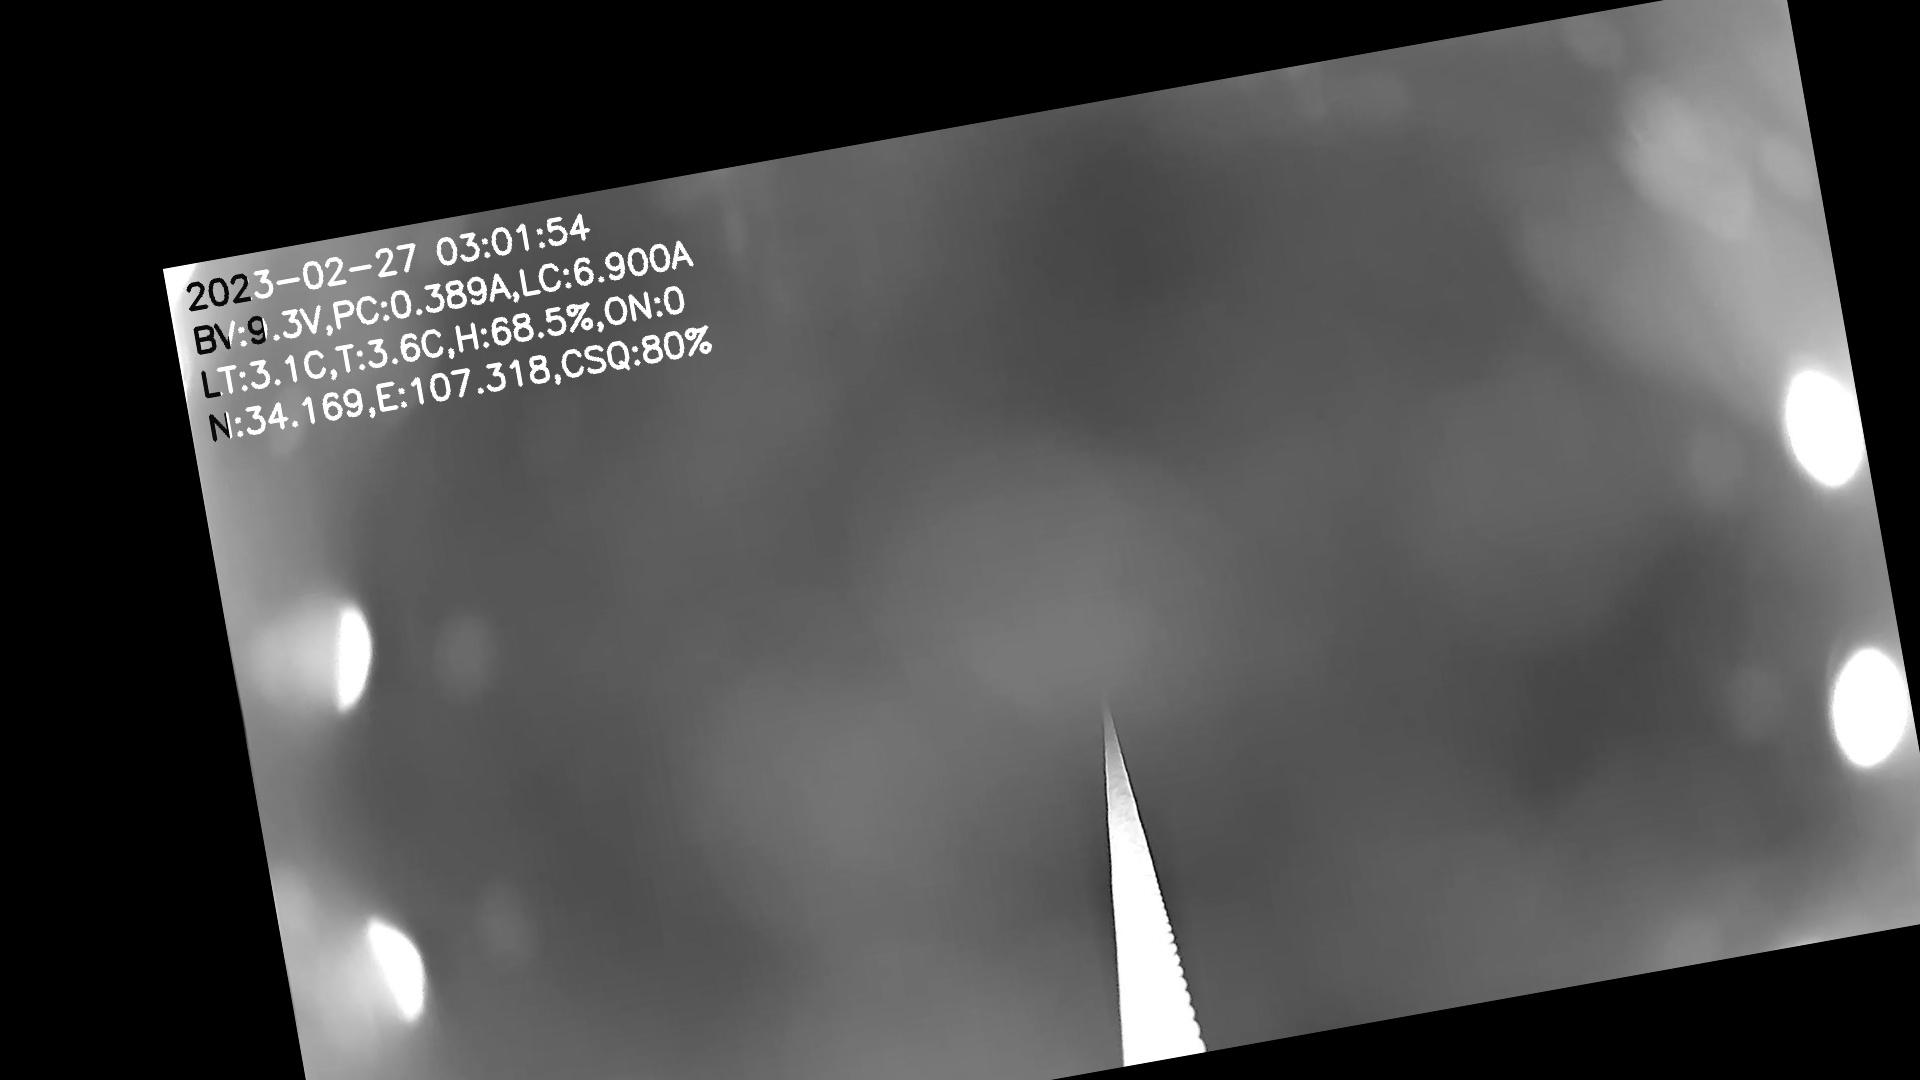 2023-02-27 03:01:54
BV:9.3V,PC:0.389A,LC:6.900A
LT:3.1C,T:3.6C,H:68.5%,ON:0
N:34.169,E:107.318,CSQ:80%